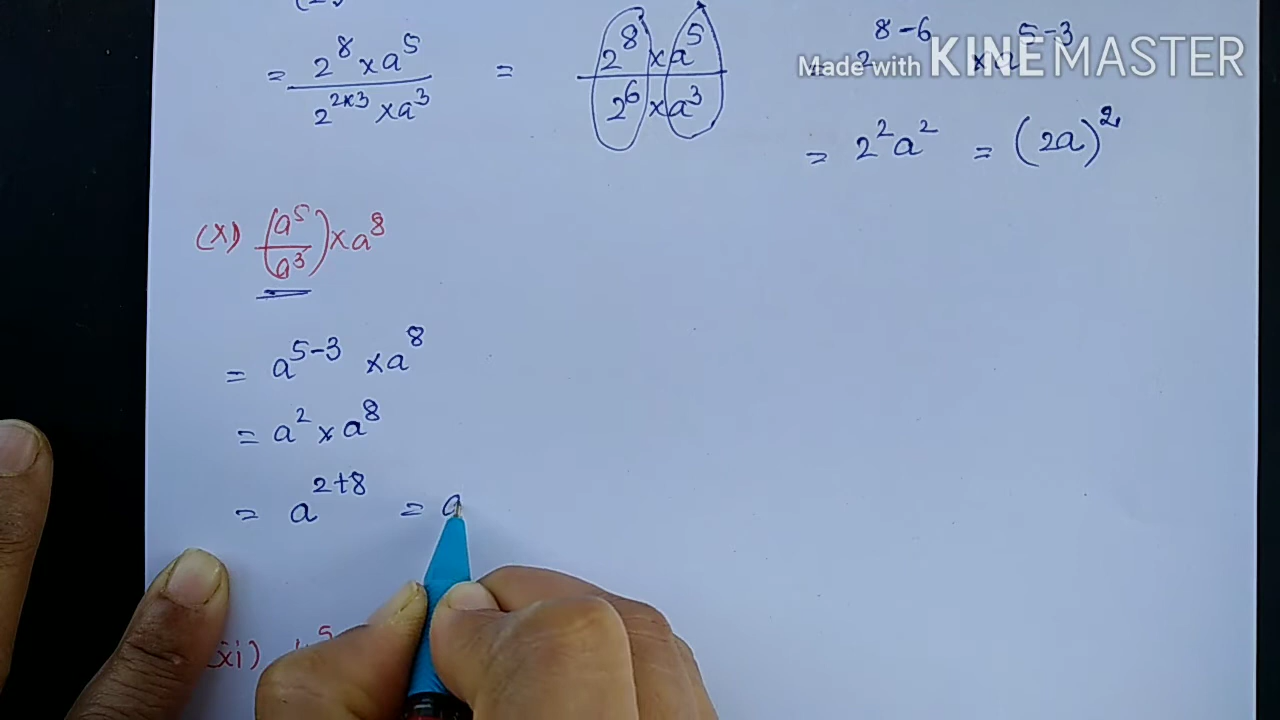 = 2^8 × a^5 / 2^{2×3} × a^3 = 2^8 × a^5 / 2^6 × a^3 = 2^{8-6} × a^{5-3}
Made with KINEMASTER
= 2^2 a^2 = (2a)^2
(x) (a^5/a^3) × a^8
= a^{5-3} × a^8
= a^2 × a^8
= a^{2+8} = a
xi)